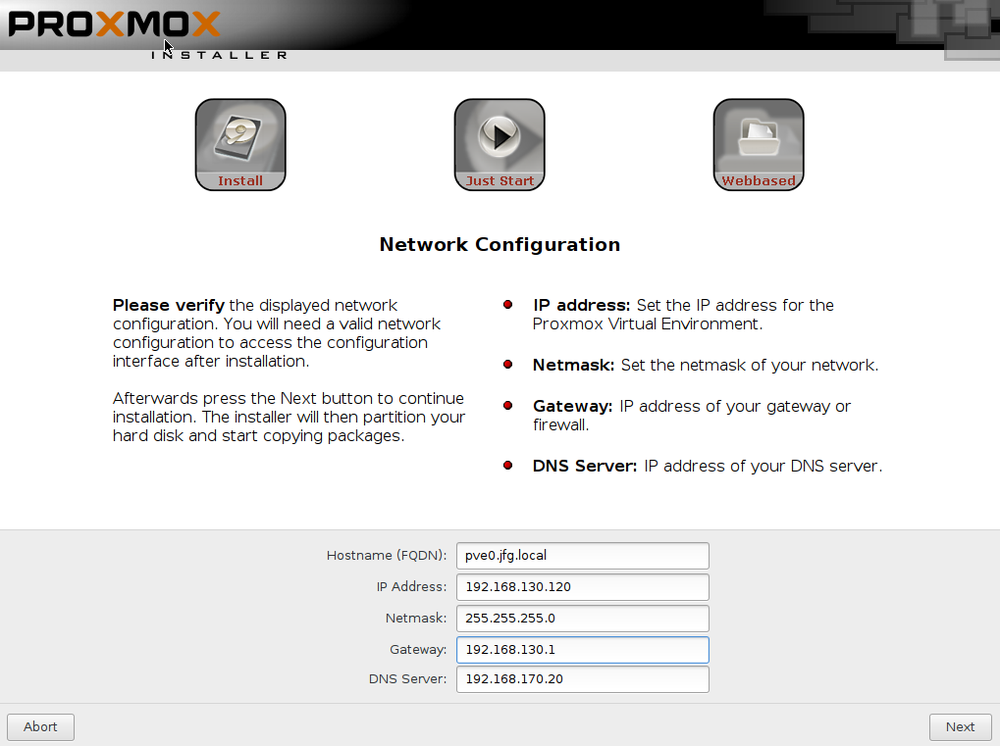 PROXMOX
INSTALLER
Install
Just Start
Webbased
Network Configuration
Please verify the displayed network
configuration. You will need a valid network
configuration to access the configuration
interface after installation.
Afterwards press the Next button to continue
installation. The installer will then partition your
hard disk and start copying packages.
IP address: Set the IP address for the
Proxmox Virtual Environment.
Netmask: Set the netmask of your network.
Gateway: IP address of your gateway or
firewall.
DNS Server: IP address of your DNS server.
Hostname (FQDN): pve0.jfg.local
IP Address: 192.168.130.120
Netmask: 255.255.255.0
Gateway: 192.168.130.1
DNS Server: 192.168.170.20
Abort Next